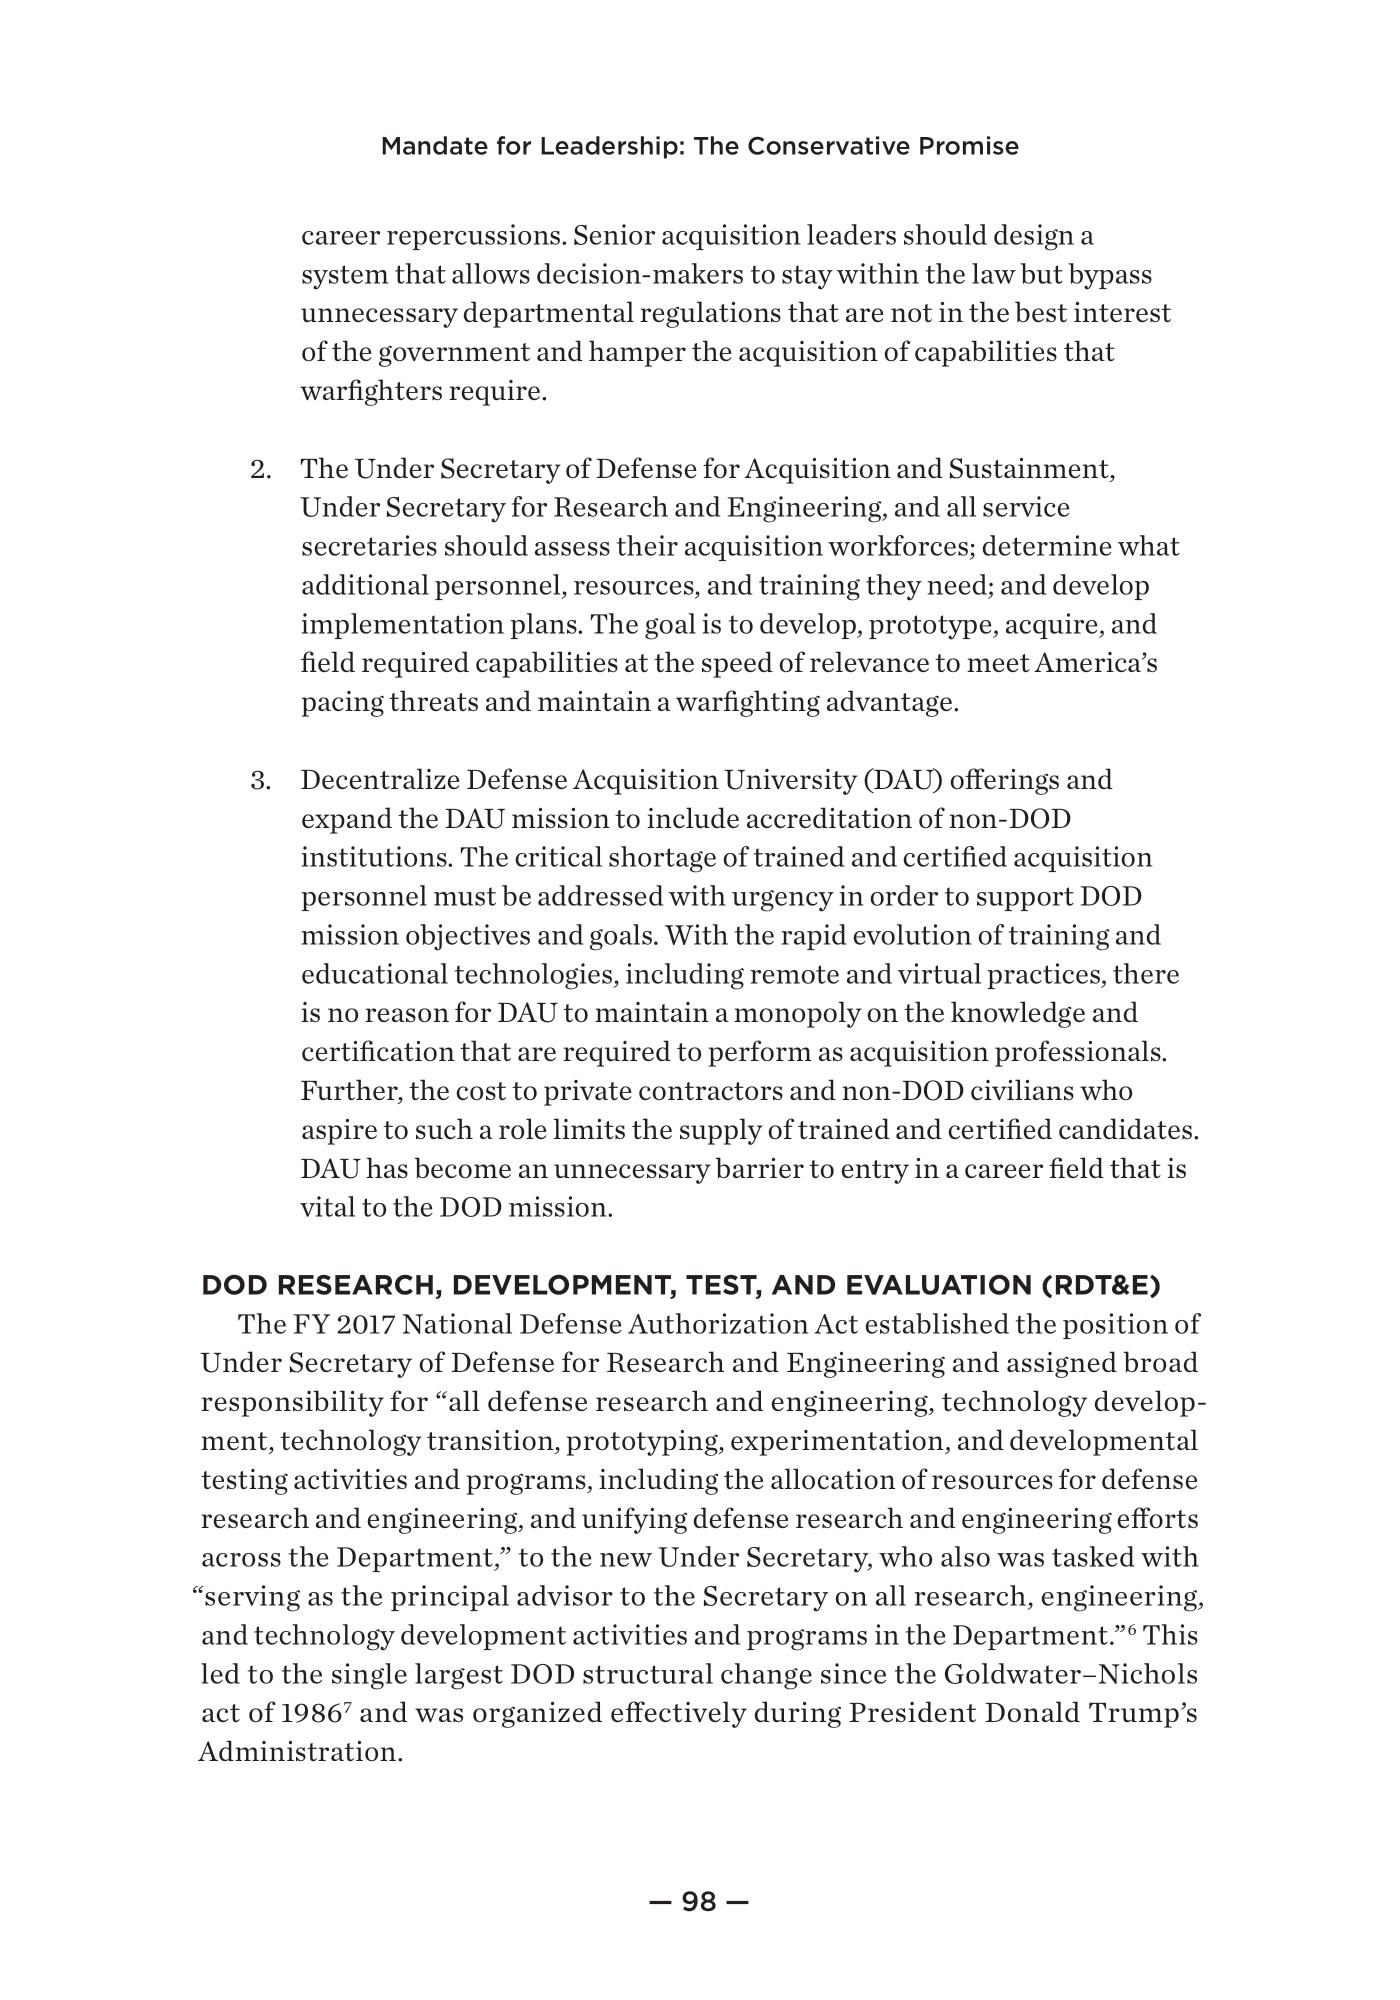 Mandate for Leadership: The Conservative Promise
career repercussions. Senior acquisition leaders should design a
system that allows decision-makers to stay within the law but bypass
unnecessary departmental regulations that are not in the best interest
of the government and hamper the acquisition of capabilities that
warfighters require.
2. The Under Secretary of Defense for Acquisition and Sustainment,
Under Secretary for Research and Engineering, and all service
secretaries should assess their acquisition workforces; determine what
additional personnel, resources, and training they need; and develop
implementation plans. The goal is to develop, prototype, acquire, and
field required capabilities at the speed of relevance to meet America’s
pacing threats and maintain a warfighting advantage.
3. Decentralize Defense Acquisition University (DAU) offerings and
expand the DAU mission to include accreditation of non-DOD
institutions. The critical shortage of trained and certified acquisition
personnel must be addressed with urgency in order to support DOD
mission objectives and goals. With the rapid evolution of training and
educational technologies, including remote and virtual practices, there
is no reason for DAU to maintain a monopoly on the knowledge and
certification that are required to perform as acquisition professionals.
Further, the cost to private contractors and non-DOD civilians who
aspire to such a role limits the supply of trained and certified candidates.
DAU has become an unnecessary barrier to entry in a career field that is
vital to the DOD mission.
DOD RESEARCH, DEVELOPMENT, TEST, AND EVALUATION (RDT&E)
The FY 2017 National Defense Authorization Act established the position of
Under Secretary of Defense for Research and Engineering and assigned broad
responsibility for “all defense research and engineering, technology develop-
ment, technology transition, prototyping, experimentation, and developmental
testing activities and programs, including the allocation of resources for defense
research and engineering, and unifying defense research and engineering efforts
across the Department,” to the new Under Secretary, who also was tasked with
“serving as the principal advisor to the Secretary on all research, engineering,
and technology development activities and programs in the Department.”⁶ This
led to the single largest DOD structural change since the Goldwater–Nichols
act of 1986⁷ and was organized effectively during President Donald Trump’s
Administration.
— 98 —